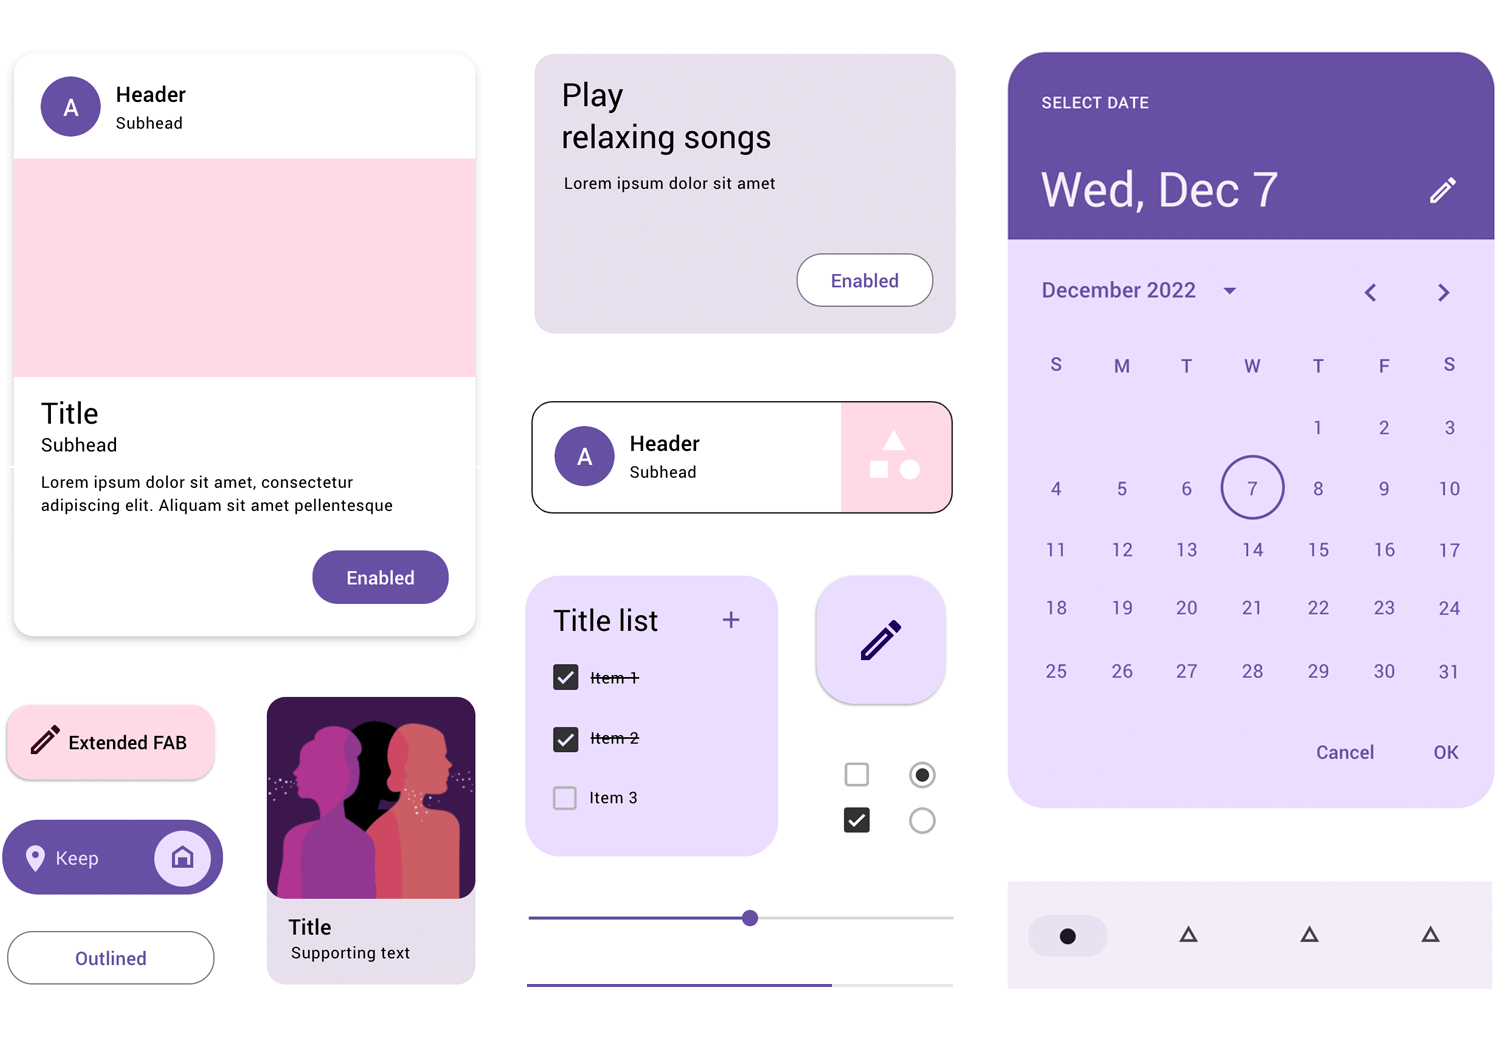 A
Header
Subhead
Title
Subhead
Lorem ipsum dolor sit amet, consectetur
adipiscing elit. Aliquam sit amet pellentesque
Enabled
Extended FAB
Keep
Outlined
Title
Supporting text
Play
relaxing songs
Lorem ipsum dolor sit amet
Enabled
A
Header
Subhead
Title list
Item 1
Item 2
Item 3
SELECT DATE
Wed, Dec 7
December 2022
S M T W T F S
1 2 3
4 5 6 7 8 9 10
11 12 13 14 15 16 17
18 19 20 21 22 23 24
25 26 27 28 29 30 31
Cancel OK